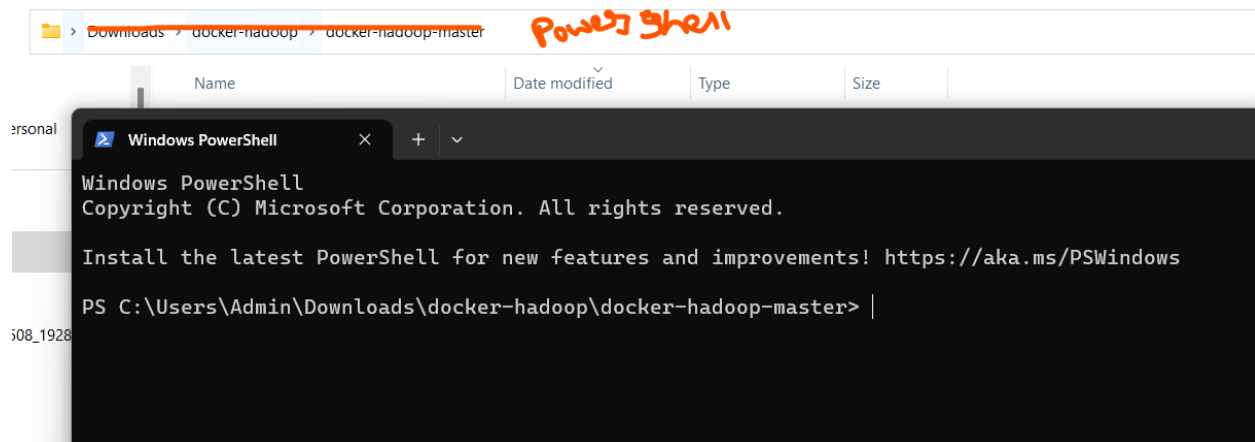 Downloads > docker-hadoop > docker-hadoop-master PowerShell
Name Date modified Type Size
ersonal
Windows PowerShell
Windows PowerShell
Copyright (C) Microsoft Corporation. All rights reserved.
Install the latest PowerShell for new features and improvements! https://aka.ms/PSWindows
PS C:\Users\Admin\Downloads\docker-hadoop\docker-hadoop-master>
508_1928